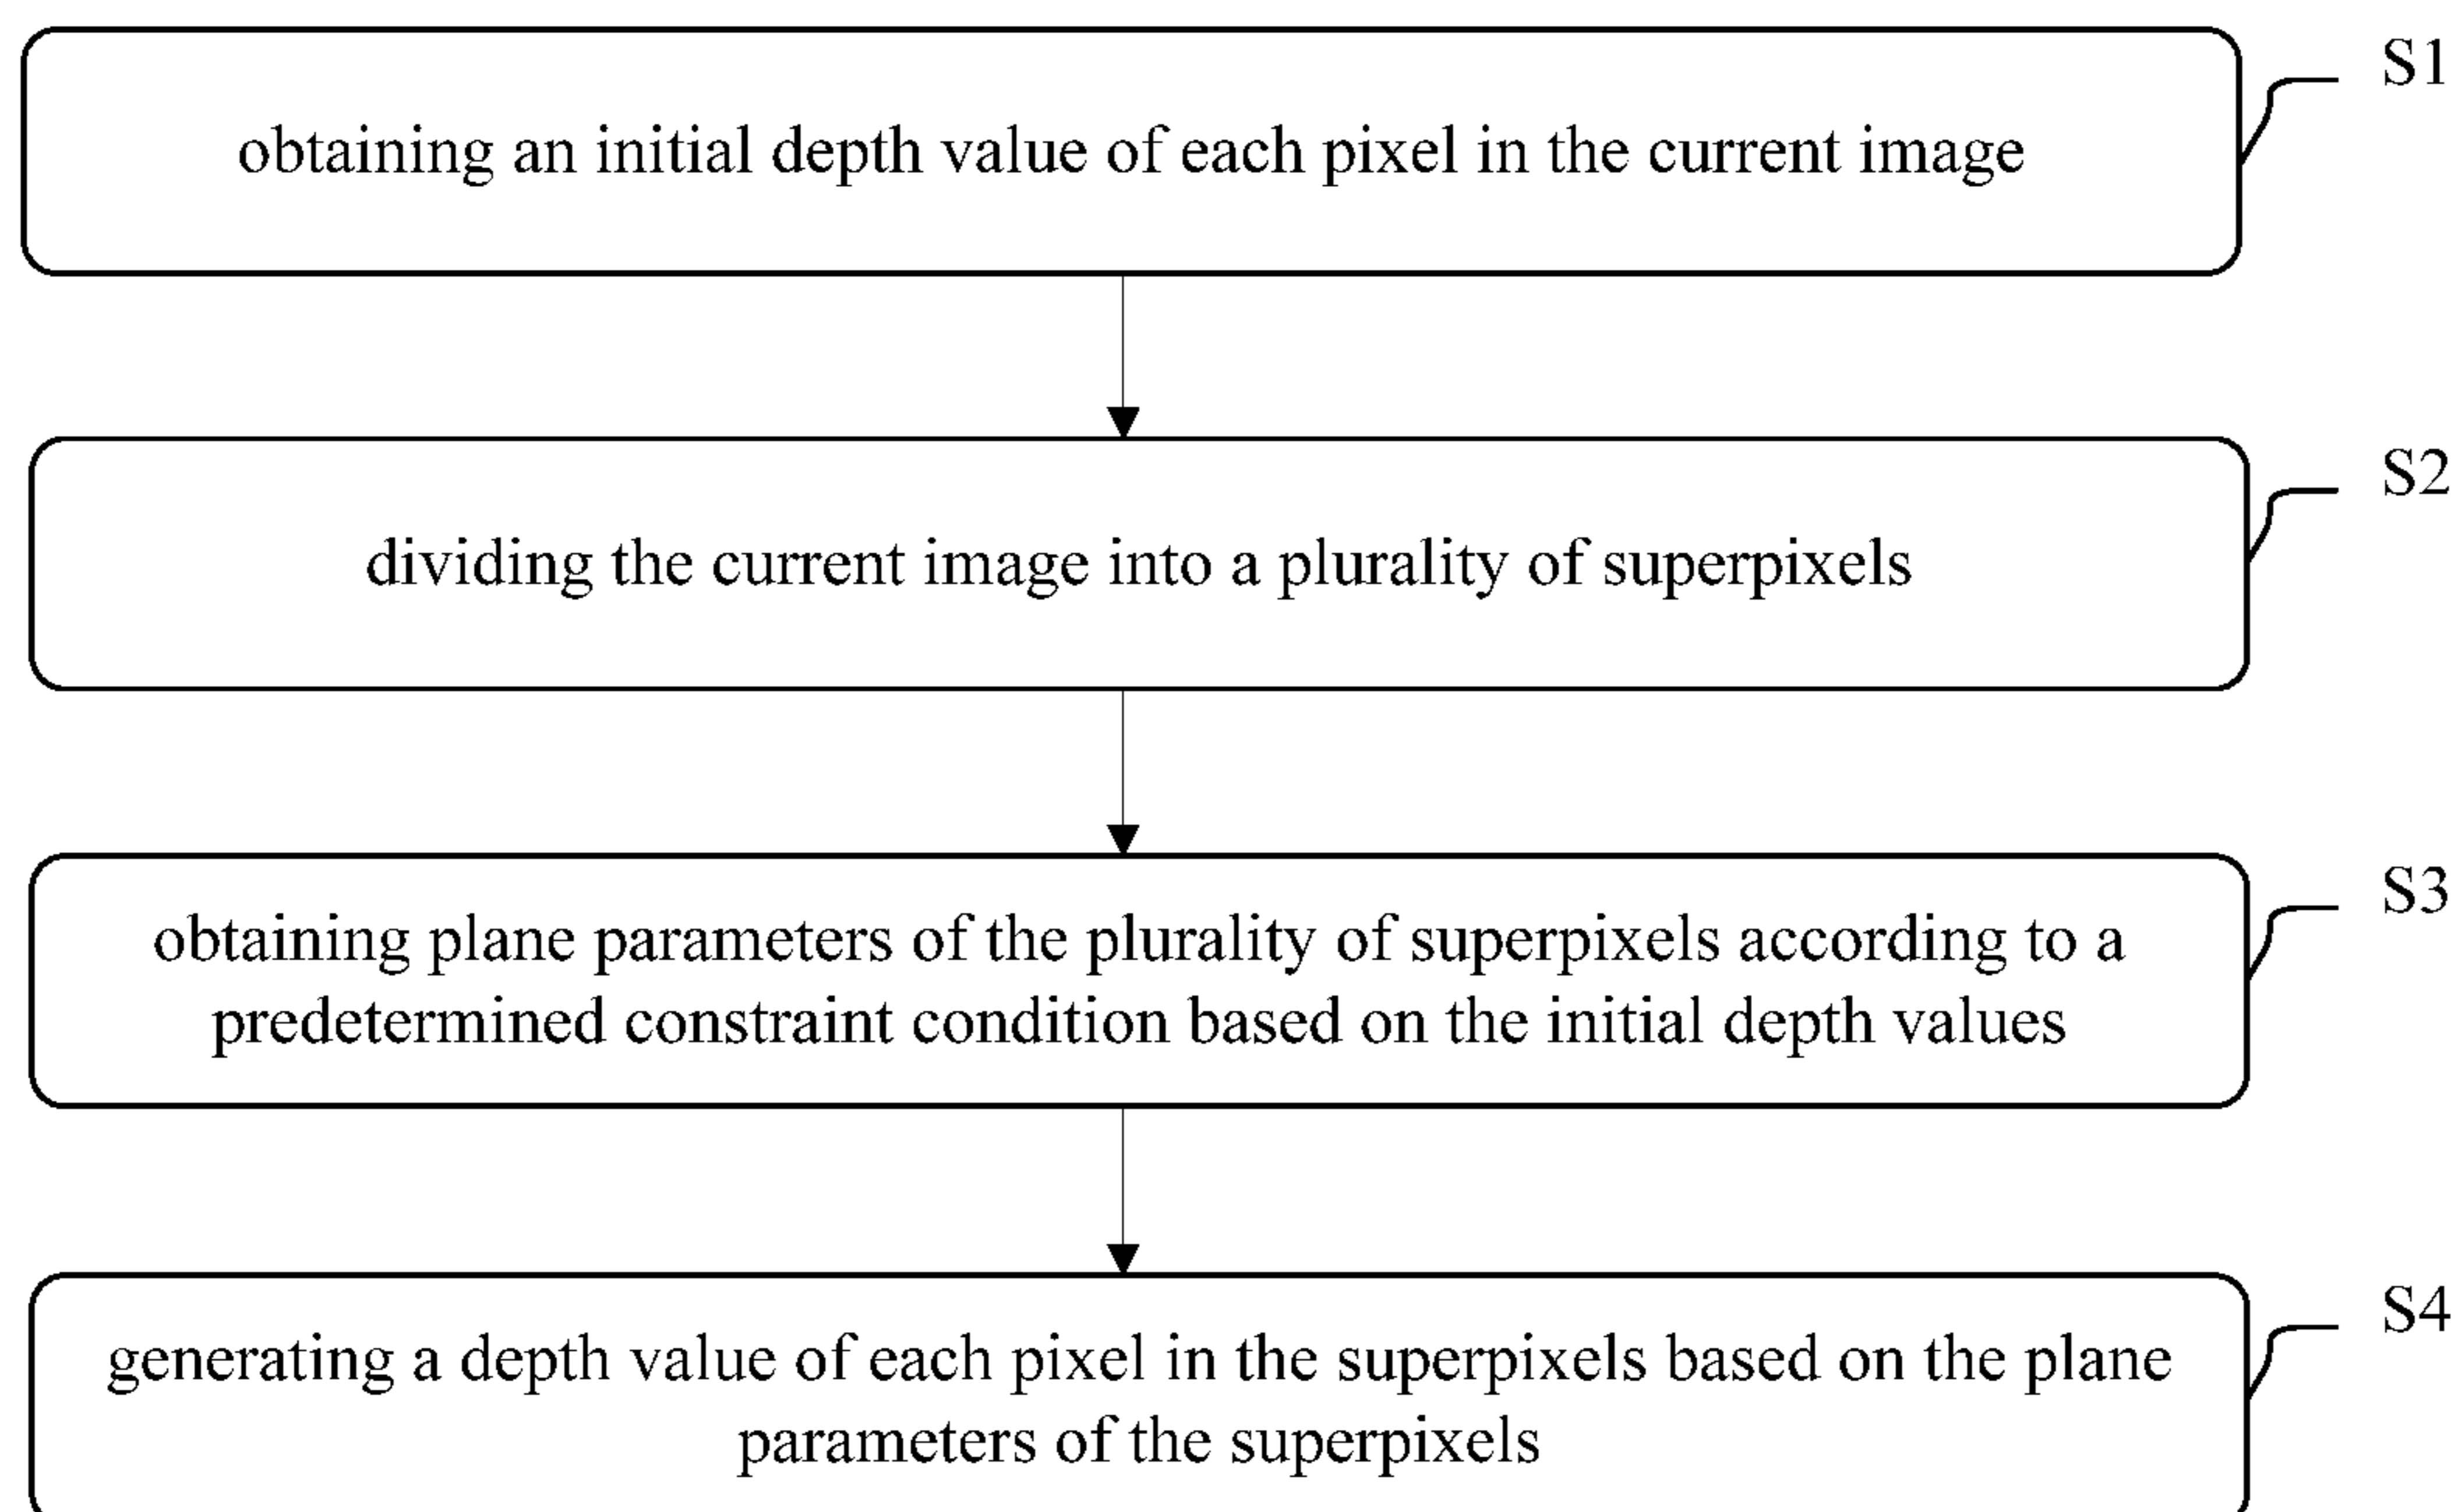 obtaining an initial depth value of each pixel in the current image
S1
dividing the current image into a plurality of superpixels
S2
obtaining plane parameters of the plurality of superpixels according to a
predetermined constraint condition based on the initial depth values
S3
generating a depth value of each pixel in the superpixels based on the plane
parameters of the superpixels
S4